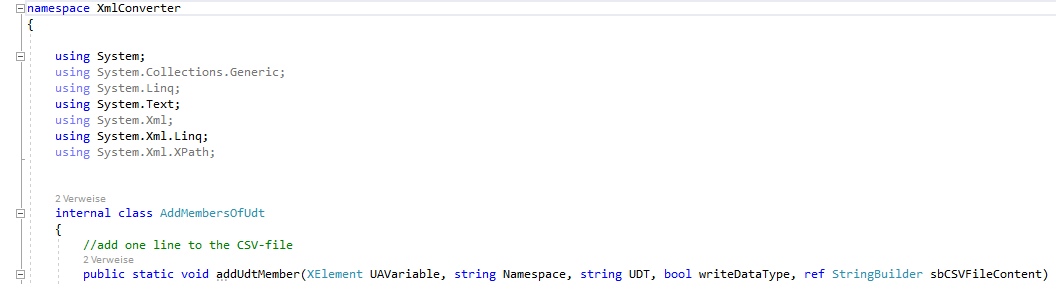 namespace XmlConverter
{
using System;
using System.Collections.Generic;
using System.Linq;
using System.Text;
using System.Xml;
using System.Xml.Linq;
using System.Xml.XPath;
2 Verweise
internal class AddMembersOfUdt
{
//add one line to the CSV-file
2 Verweise
public static void addUdtMember(XElement UAVariable, string Namespace, string UDT, bool writeDataType, ref StringBuilder sbCSVFileContent)